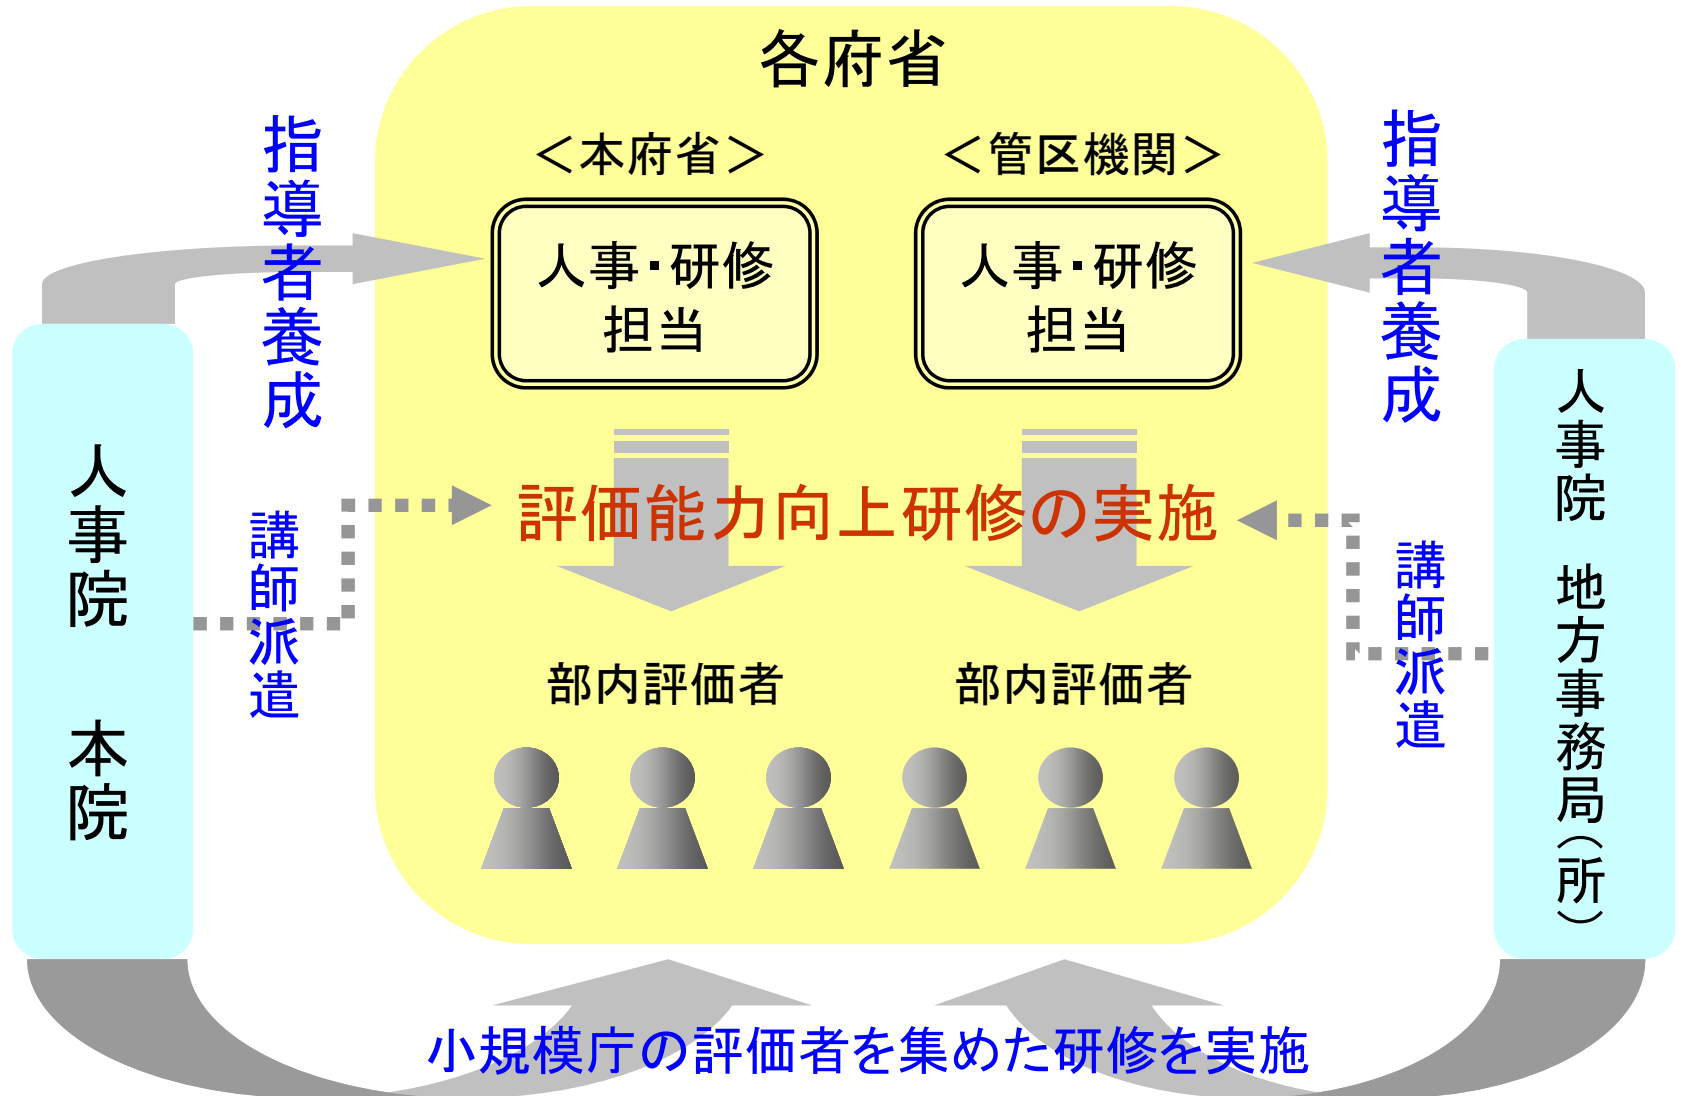 各府省
＜本府省＞
＜管区機関＞
人事・研修
担当
人事・研修
担当
指導者養成
指導者養成
評価能力向上研修の実施
講師派遣
講師派遣
人事院　本院
人事院　地方事務局（所）
部内評価者
部内評価者
小規模庁の評価者を集めた研修を実施